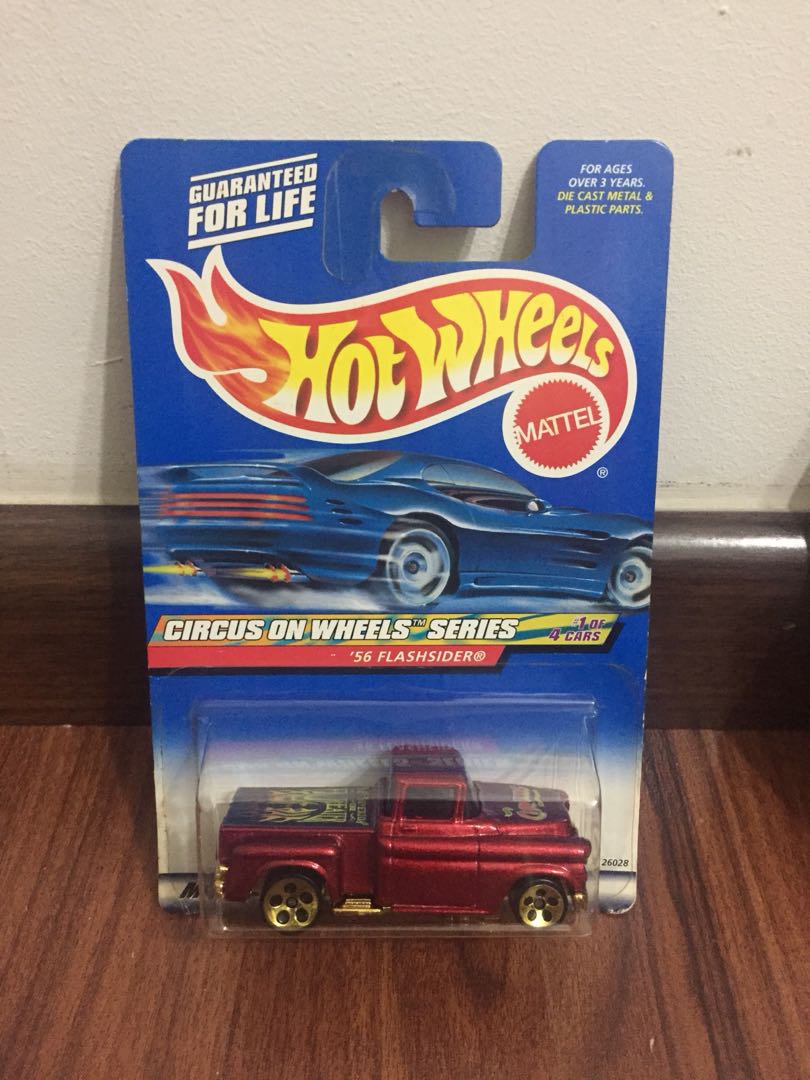 GUARANTEED
FOR LIFE
FOR AGES
OVER 3 YEARS.
DIE CAST METAL &
PLASTIC PARTS.
HOT WHEELS
MATTEL
®
CIRCUS ON WHEELS™ SERIES
#1 OF
4 CARS
'56 FLASHSIDER®
26028